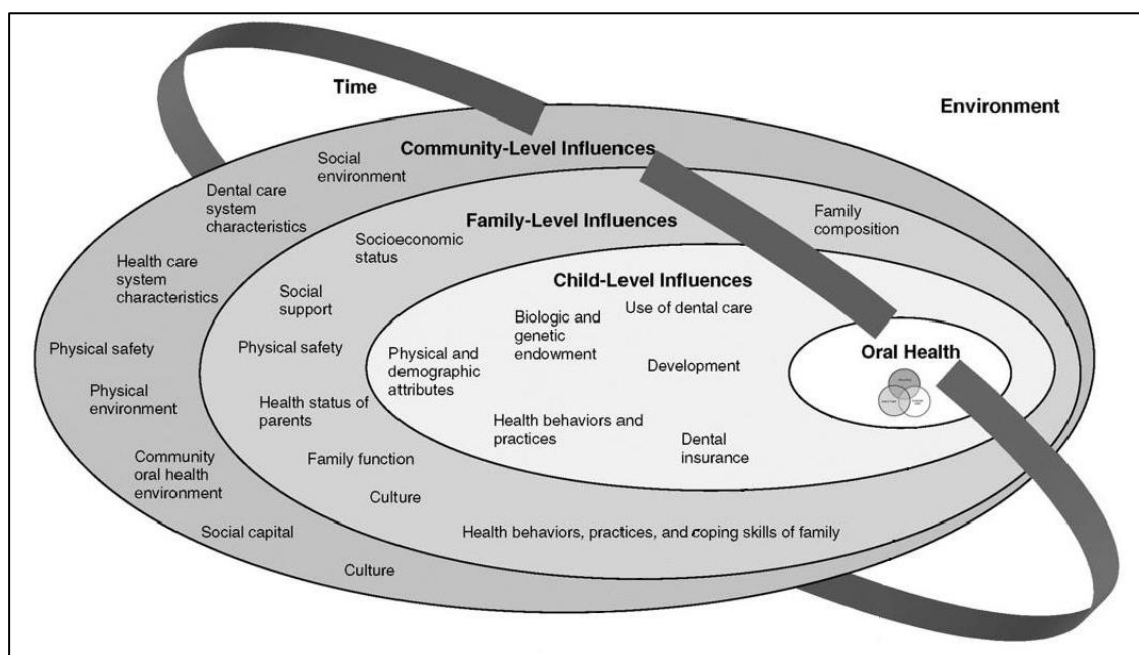 Time
Environment
Community-Level Influences
Social
environment
Dental care
system
characteristics
Health care
system
characteristics
Physical safety
Physical
environment
Community
oral health
environment
Social capital
Culture
Family-Level Influences
Family
composition
Socioeconomic
status
Social
support
Physical safety
Health status of
parents
Family function
Culture
Health behaviors, practices, and coping skills of family
Child-Level Influences
Use of dental care
Biologic and
genetic
endowment
Physical and
demographic
attributes
Development
Health behaviors and
practices
Dental
insurance
Oral Health